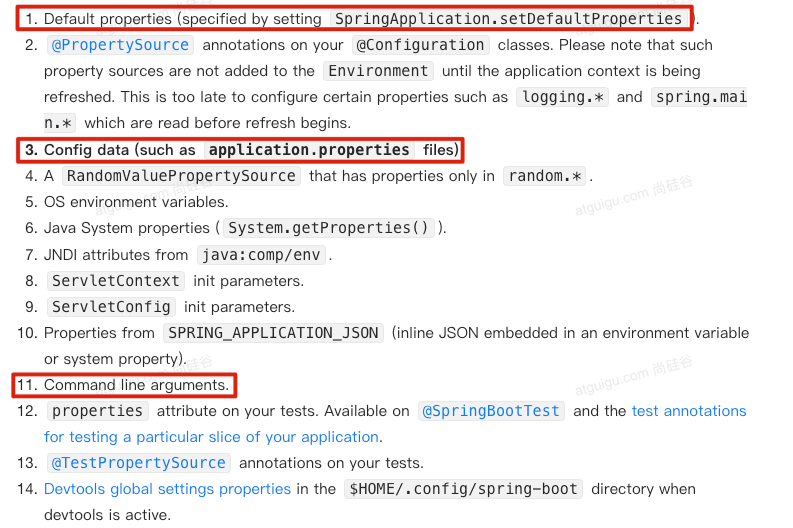 1. Default properties (specified by setting SpringApplication.setDefaultProperties ).
2. @PropertySource annotations on your @Configuration classes. Please note that such
property sources are not added to the Environment until the application context is being
refreshed. This is too late to configure certain properties such as logging.* and spring.mai
n.* which are read before refresh begins.
3. Config data (such as application.properties files)
4. A RandomValuePropertySource that has properties only in random.* .
atguigu.com 尚硅谷
atguigu.com 尚硅谷
5. OS environment variables.
6. Java System properties ( System.getProperties() ).
7. JNDI attributes from java:comp/env .
8. ServletContext init parameters.
9. ServletConfig init parameters.
10. Properties from SPRING_APPLICATION_JSON (inline JSON embedded in an environment variable
or system property).
atguigu.com 尚硅谷
11. Command line arguments.
12. properties attribute on your tests. Available on @SpringBootTest and the test annotations
for testing a particular slice of your application.
13. @TestPropertySource annotations on your tests.
14. Devtools global settings properties in the $HOME/.config/spring-boot directory when
devtools is active.